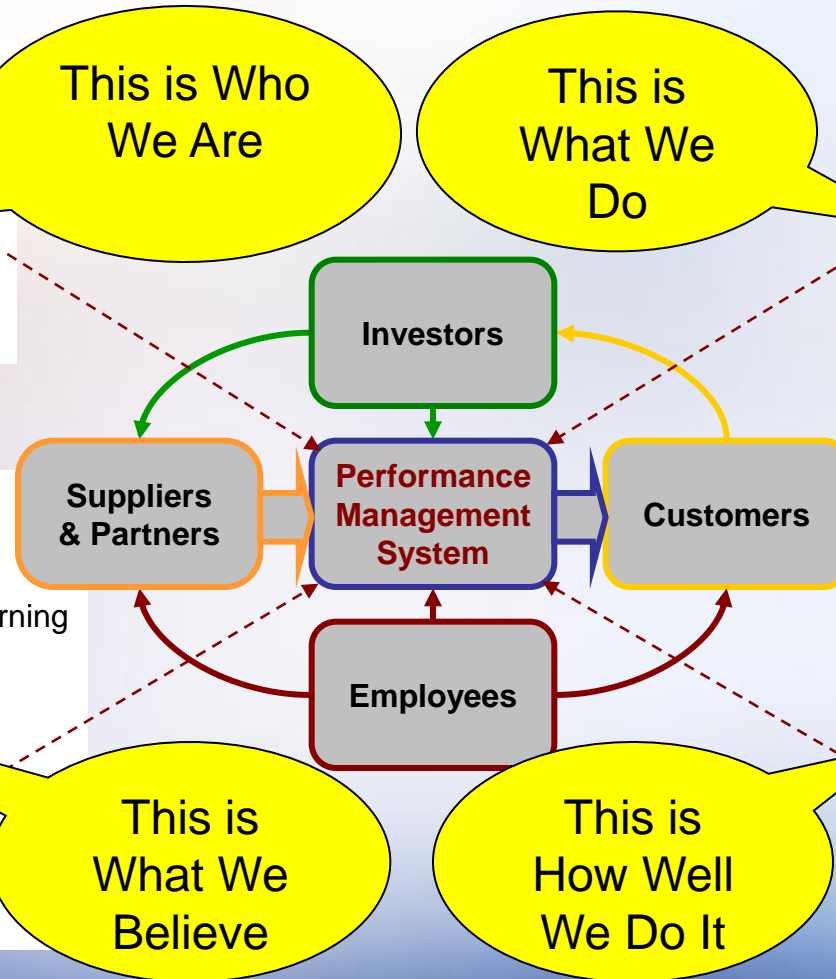 This is Who
We Are
This is
What We
Do
Investors
Suppliers
& Partners
Performance
Management
System
Customers
rning
Employees
This is
What We
Believe
This is
How Well
We Do It